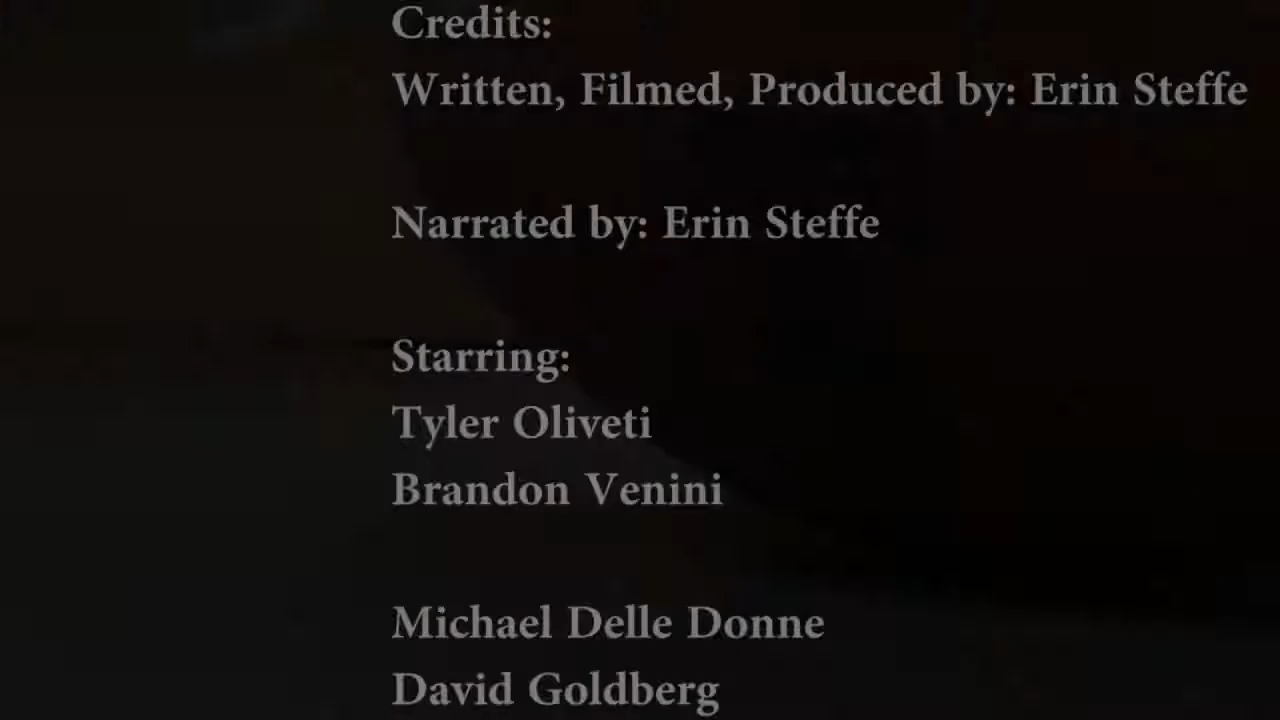 Credits:
Written, Filmed, Produced by: Erin Steffe
Narrated by: Erin Steffe
Starring:
Tyler Oliveti
Brandon Venini
Michael Delle Donne
David Goldberg